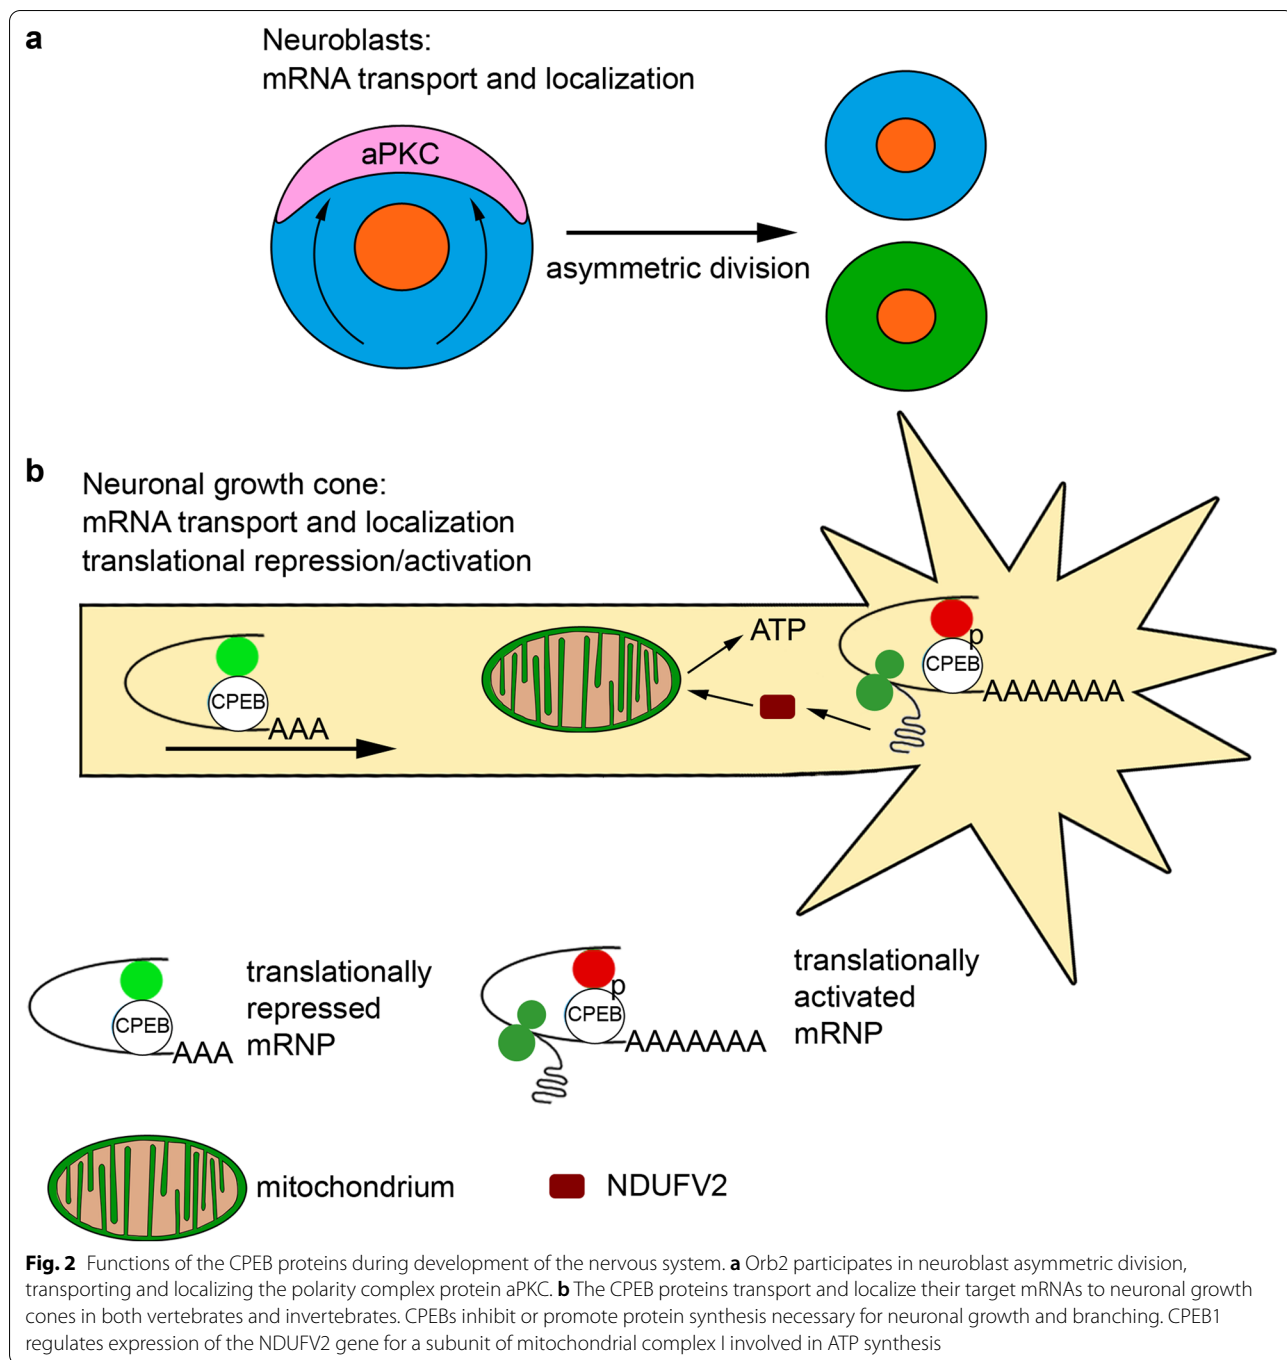 a
Neuroblasts:
mRNA transport and localization
aPKC
asymmetric division
b
Neuronal growth cone:
mRNA transport and localization
translational repression/activation
CPEB
AAA
ATP
p
CPEB
AAAAAAA
CPEB
AAA
translationally
repressed
mRNP
p
CPEB
AAAAAAA
translationally
activated
mRNP
mitochondrium
NDUFV2
Fig. 2 Functions of the CPEB proteins during development of the nervous system. a Orb2 participates in neuroblast asymmetric division,
transporting and localizing the polarity complex protein aPKC. b The CPEB proteins transport and localize their target mRNAs to neuronal growth
cones in both vertebrates and invertebrates. CPEBs inhibit or promote protein synthesis necessary for neuronal growth and branching. CPEB1
regulates expression of the NDUFV2 gene for a subunit of mitochondrial complex I involved in ATP synthesis